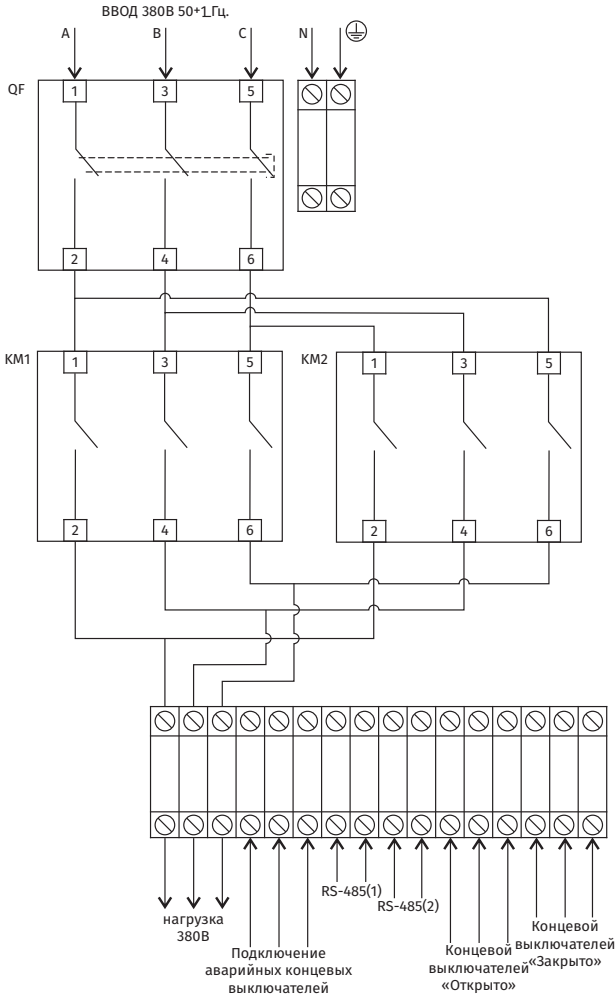 ВВОД 380В 50+1 Гц.
A B C N
QF
1 3 5
2 4 6
KM1 1 3 5 KM2 1 3 5
2 4 6 2 4 6
RS-485(1)
RS-485(2)
нагрузка
380В
Подключение
аварийных концевых
выключателей
Концевой
выключателей
«Открыто»
Концевой
выключателей
«Закрыто»